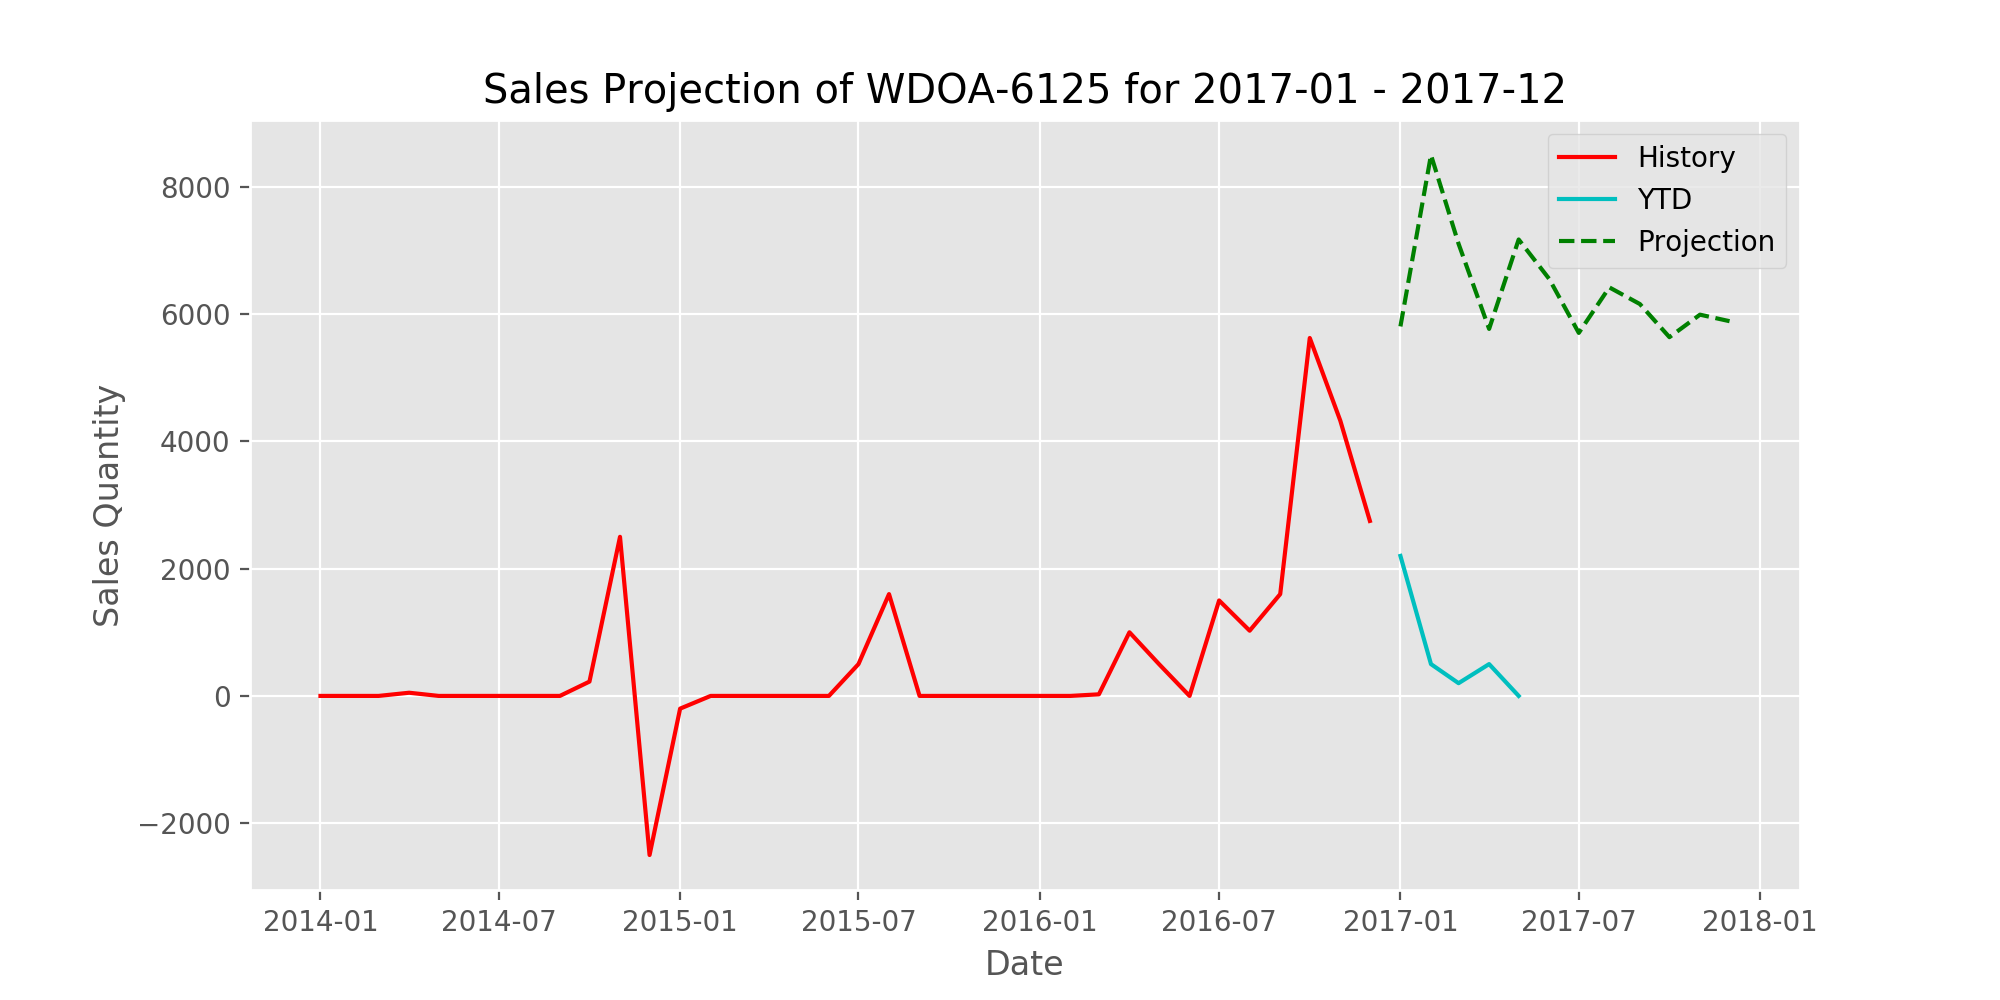 Sales Projection of WDOA-6125 for 2017-01 - 2017-12
History
YTD
Projection
8000
6000
4000
2000
0
−2000
Sales Quantity
2014-01 2014-07 2015-01 2015-07 2016-01 2016-07 2017-01 2017-07 2018-01
Date